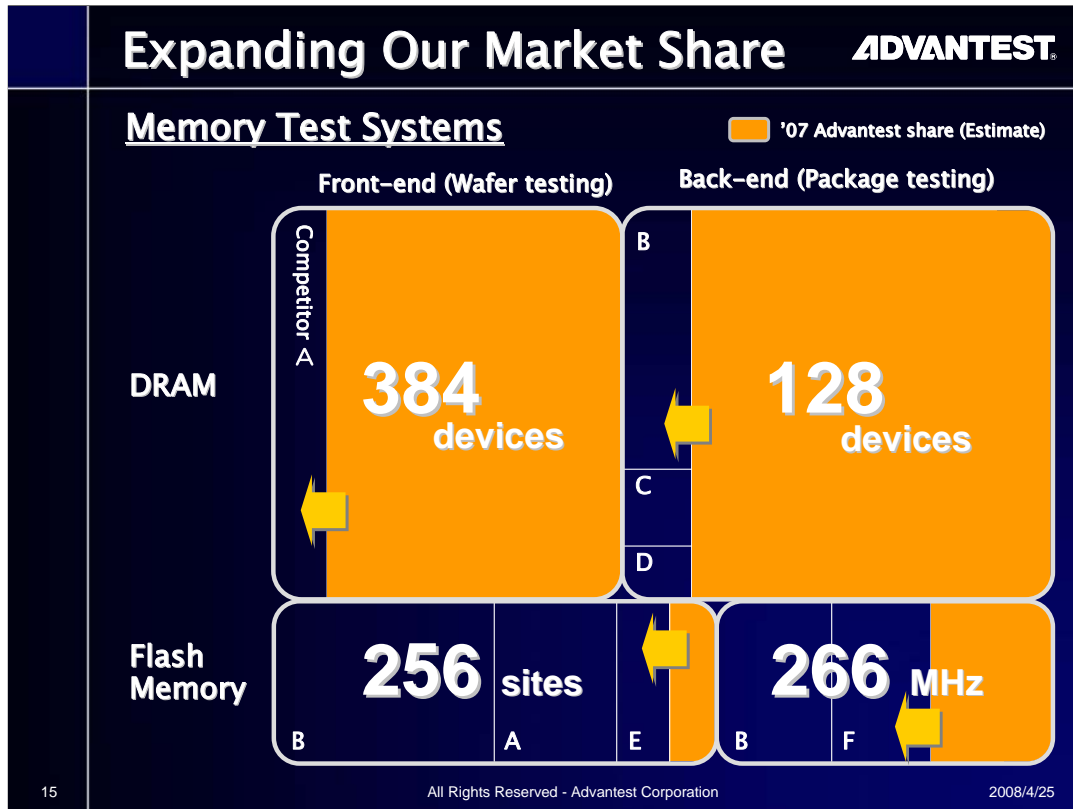 Expanding Our Market Share
ADVANTEST®
Memory Test Systems
'07 Advantest share (Estimate)
Front-end (Wafer testing)
Back-end (Package testing)
DRAM
Competitor A
384
devices
B
C
D
128
devices
Flash
Memory
256 sites
B
A
E
266 MHz
B
F
15
All Rights Reserved - Advantest Corporation
2008/4/25